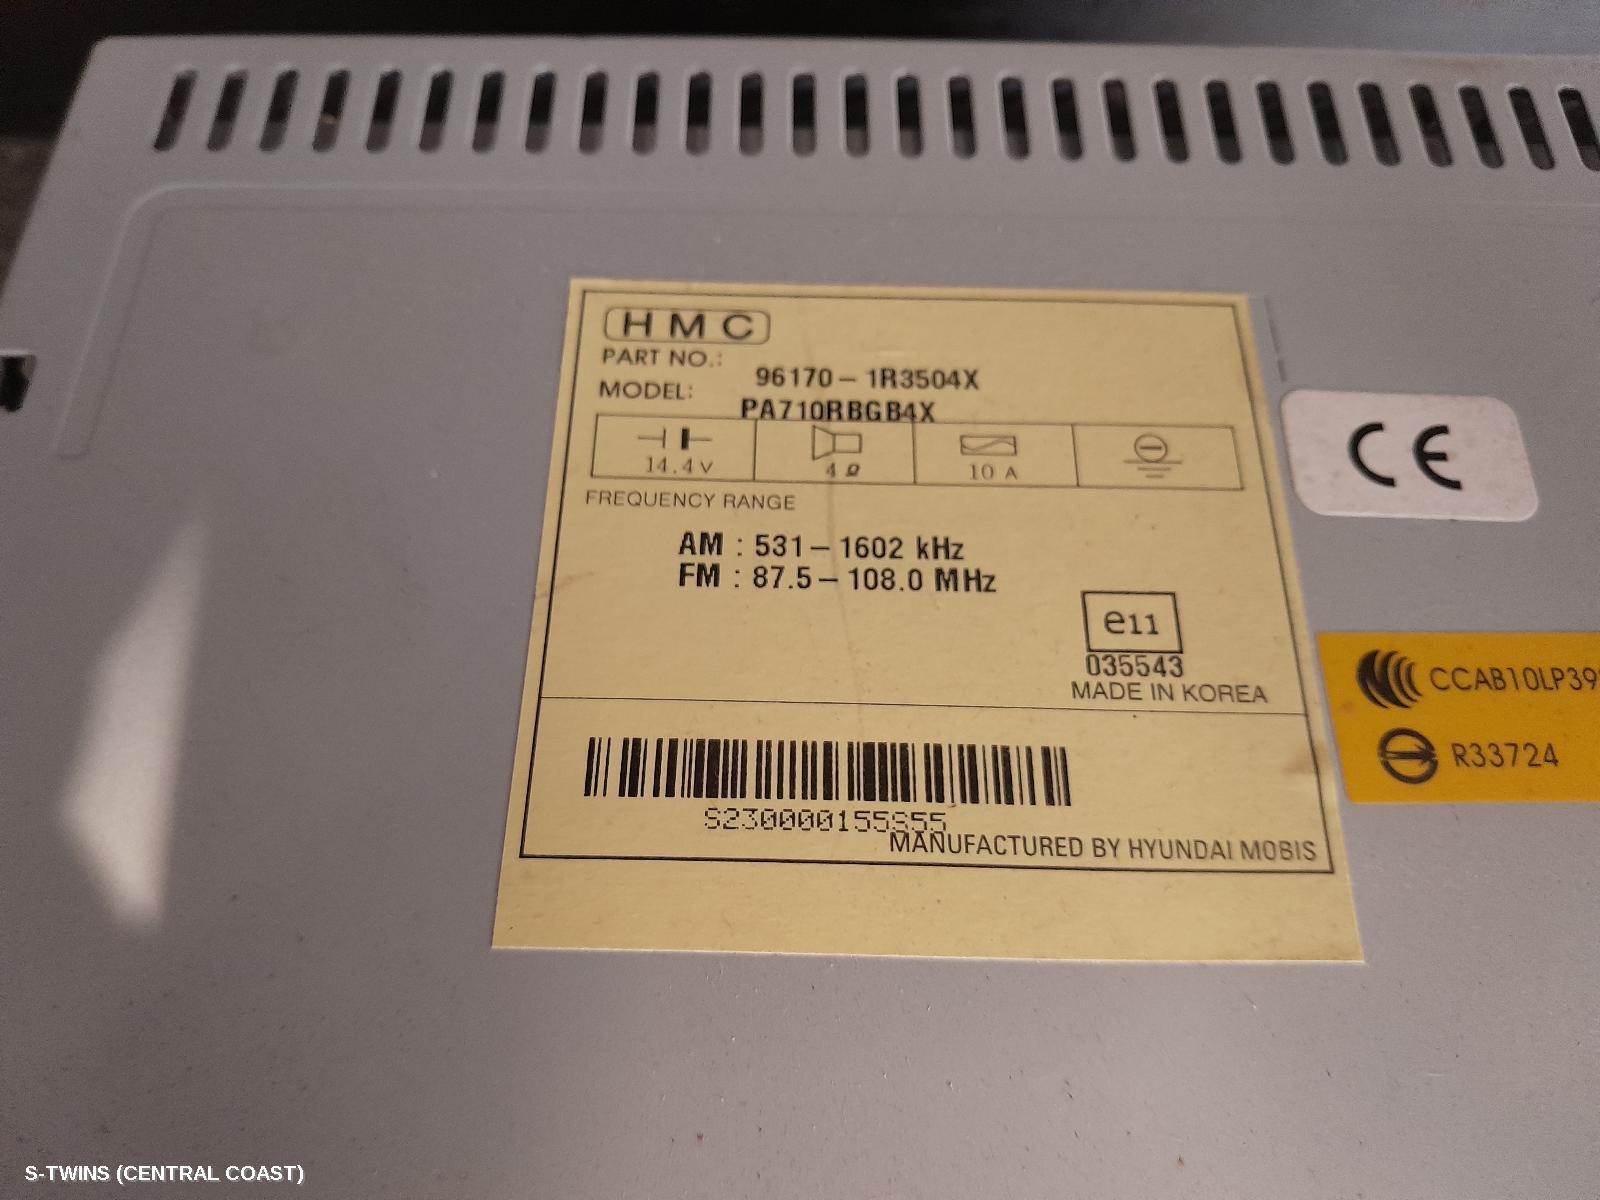 HMC
PART NO.: 96170-1R3504X
MODEL: PA710RBGB4X
14.4V 4Ω 10 A
FREQUENCY RANGE
AM : 531-1602 kHz
FM : 87.5-108.0 MHz
e11
035543
MADE IN KOREA
S230000155S55
MANUFACTURED BY HYUNDAI MOBIS
CE
CCAB10LP39
R33724
S-TWINS (CENTRAL COAST)